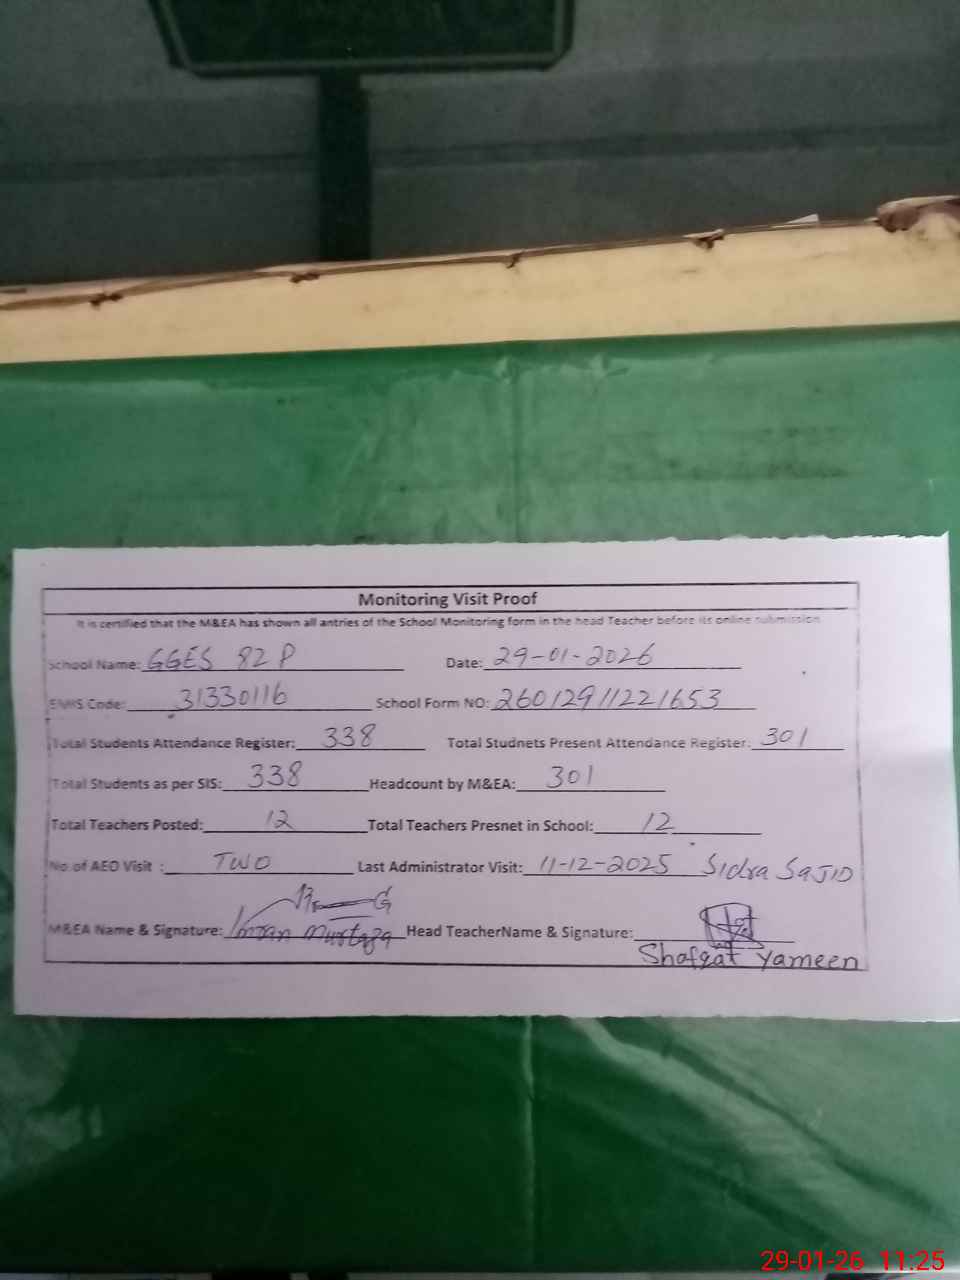 Monitoring Visit Proof
It is certified that the M&EA has shown all antries of the School Monitoring form in the head Teacher before its online submission
School Name: GGES 82 P Date: 29-01-2026
EMIS Code: 31330116 School Form NO: 26012911221653
Total Students Attendance Register: 338 Total Studnets Present Attendance Register: 301
Total Students as per SIS: 338 Headcount by M&EA: 301
Total Teachers Posted: 12 Total Teachers Presnet in School: 12
No of AEO Visit : TWO Last Administrator Visit: 11-12-2025 Sidra SaJID
M&EA Name & Signature: Imran Murtaza Head TeacherName & Signature:
Shafqat Yameen
29-01-26 11:25